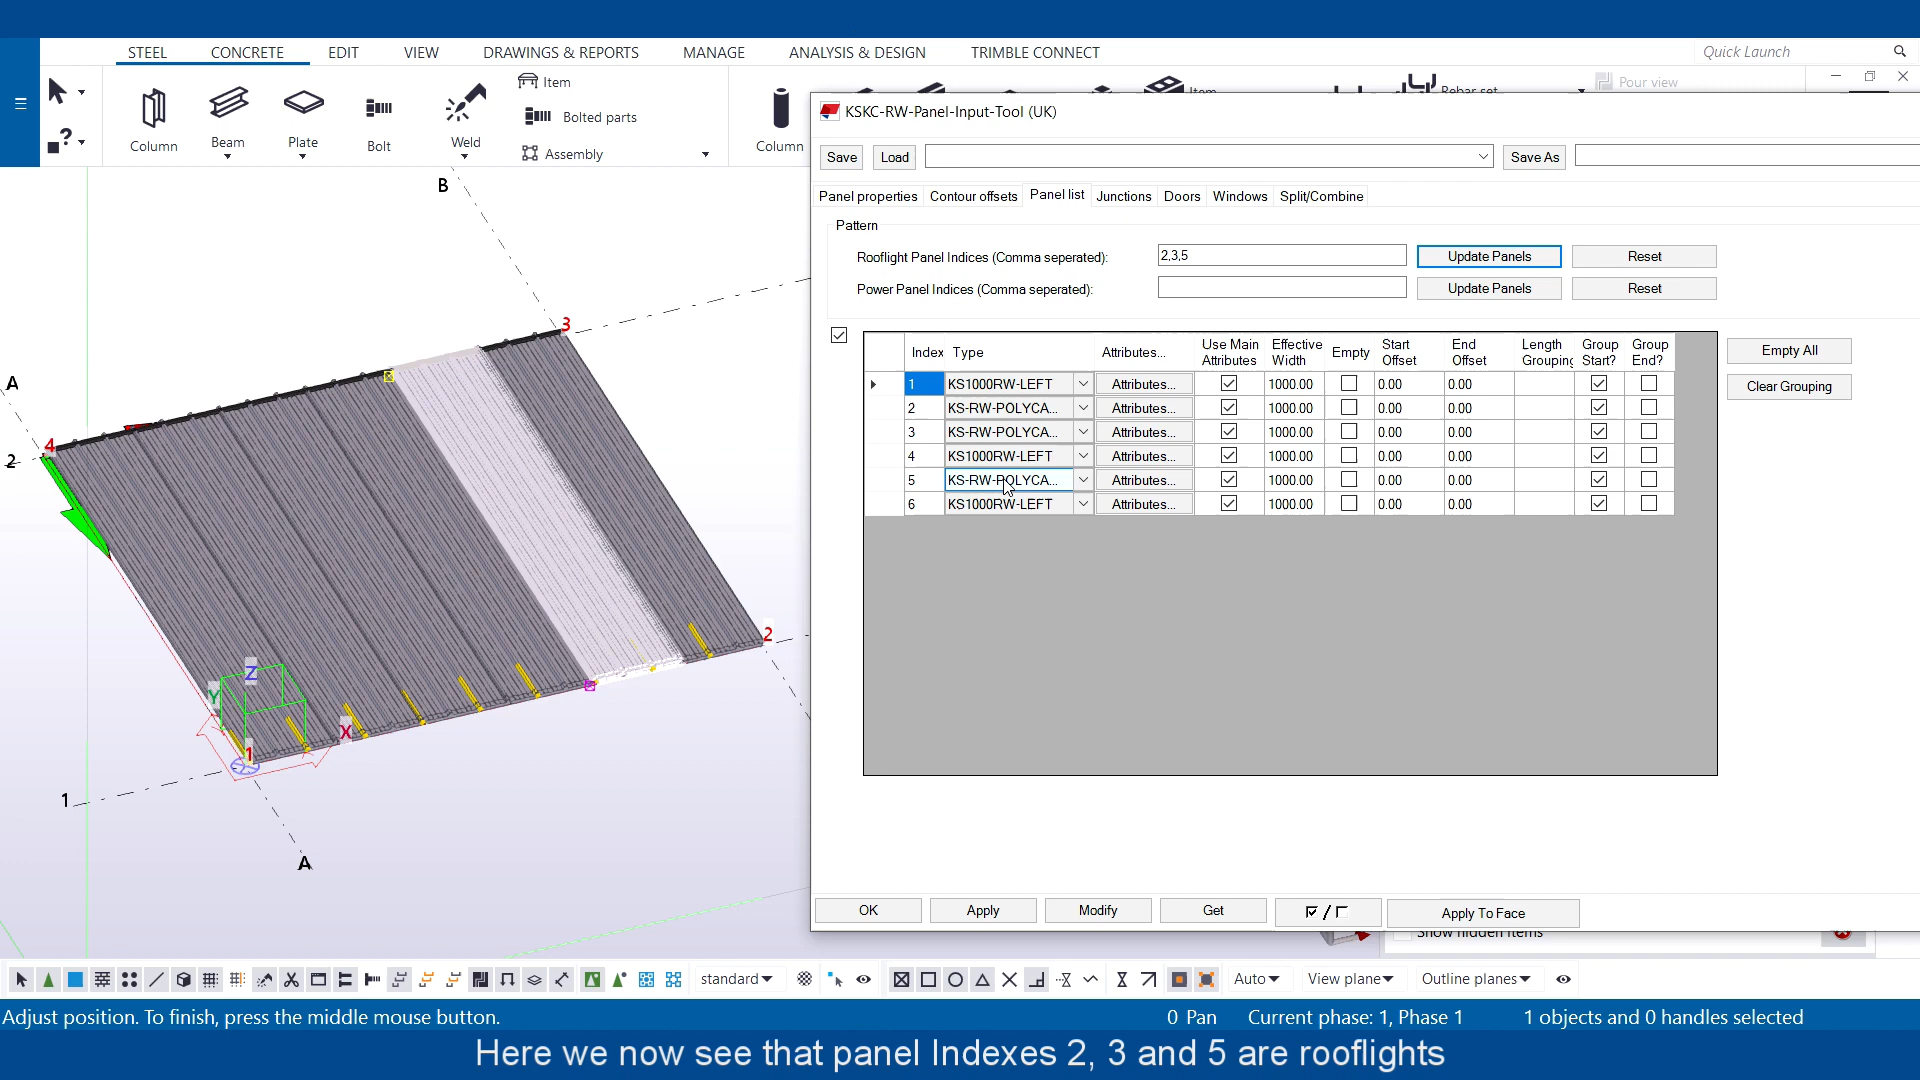 STEEL CONCRETE EDIT VIEW DRAWINGS & REPORTS MANAGE ANALYSIS & DESIGN TRIMBLE CONNECT Quick Launch
Item
Bolted parts
Assembly
Column Beam Plate Bolt Weld Column
Item Rebar set Pour view
KSKC-RW-Panel-Input-Tool (UK)
Save Load Save As
Panel properties Contour offsets Panel list Junctions Doors Windows Split/Combine
Pattern
Rooflight Panel Indices (Comma seperated): 2,3,5 Update Panels Reset
Power Panel Indices (Comma seperated): Update Panels Reset
Index Type Attributes... Use Main Attributes Effective Width Empty Start Offset End Offset Length Grouping Group Start? Group End?
1 KS1000RW-LEFT Attributes... 1000.00 0.00 0.00
2 KS-RW-POLYCA... Attributes... 1000.00 0.00 0.00
3 KS-RW-POLYCA... Attributes... 1000.00 0.00 0.00
4 KS1000RW-LEFT Attributes... 1000.00 0.00 0.00
5 KS-RW-POLYCA... Attributes... 1000.00 0.00 0.00
6 KS1000RW-LEFT Attributes... 1000.00 0.00 0.00
Empty All
Clear Grouping
B
3
A
4
2
2
Z
Y
X
1
1
A
OK Apply Modify Get / Apply To Face
Show hidden items
standard Auto View plane Outline planes
Adjust position. To finish, press the middle mouse button. 0 Pan Current phase: 1, Phase 1 1 objects and 0 handles selected
Here we now see that panel Indexes 2, 3 and 5 are rooflights